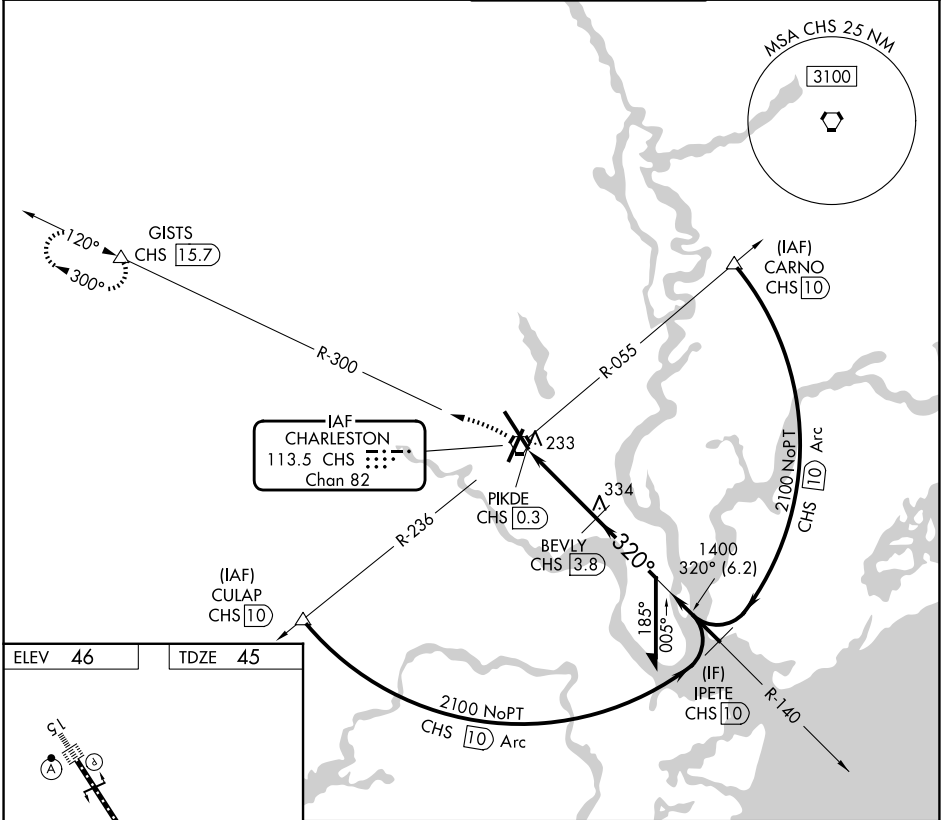 MSA CHS 25 NM
3100
GISTS
CHS 15.7
120°
300°
(IAF)
CARNO
CHS 10
R-300
R-055
IAF
CHARLESTON
113.5 CHS
Chan 82
233
2100 NoPT
CHS 10 Arc
PIKDE
CHS 0.3
334
R-236
BEVLY
CHS 3.8
320°
1400
320° (6.2)
(IAF)
CULAP
CHS 10
185°
005°
(IF)
IPETE
CHS 10
R-140
2100 NoPT
CHS 10 Arc
ELEV 46
TDZE 45
15
A
P